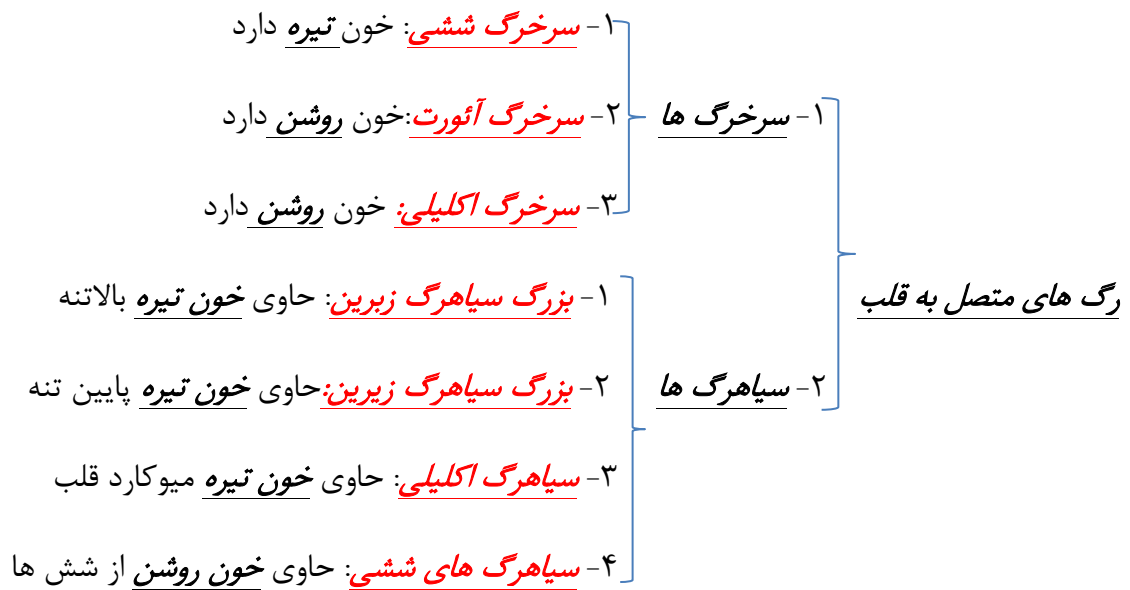 ۱- سرخرگ ششی: خون تیره دارد
۱- سرخرگ ها
۲- سرخرگ آئورت:خون روشن دارد
۳- سرخرگ اکلیلی: خون روشن دارد
رگ های متصل به قلب
۱- بزرگ سیاهرگ زبرین: حاوی خون تیره بالاتنه
۲- سیاهرگ ها
۲- بزرگ سیاهرگ زیرین:حاوی خون تیره پایین تنه
۳- سیاهرگ اکلیلی: حاوی خون تیره میوکارد قلب
۴- سیاهرگ های ششی: حاوی خون روشن از شش ها